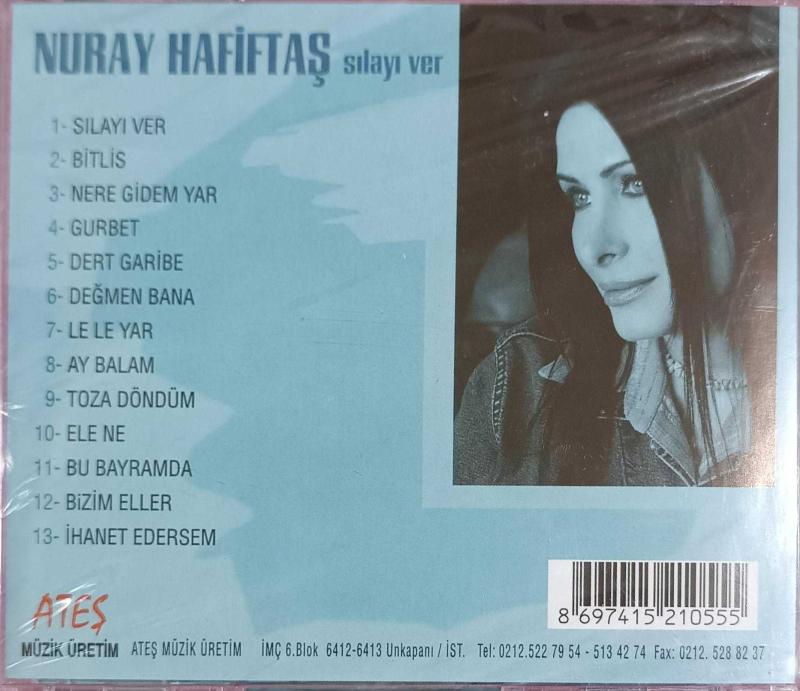 NURAY HAFİFTAŞ sılayı ver
1- SILAYI VER
2- BİTLİS
3- NERE GİDEM YAR
4- GURBET
5- DERT GARİBE
6- DEĞMEN BANA
7- LE LE YAR
8- AY BALAM
9- TOZA DÖNDÜM
10- ELE NE
11- BU BAYRAMDA
12- BİZİM ELLER
13- İHANET EDERSEM
8 697415 210555
ATEŞ
MÜZİK ÜRETİM ATEŞ MÜZİK ÜRETİM İMÇ 6.Blok 6412-6413 Unkapanı / İST. Tel: 0212.522 79 54 - 513 42 74 Fax: 0212. 528 82 37